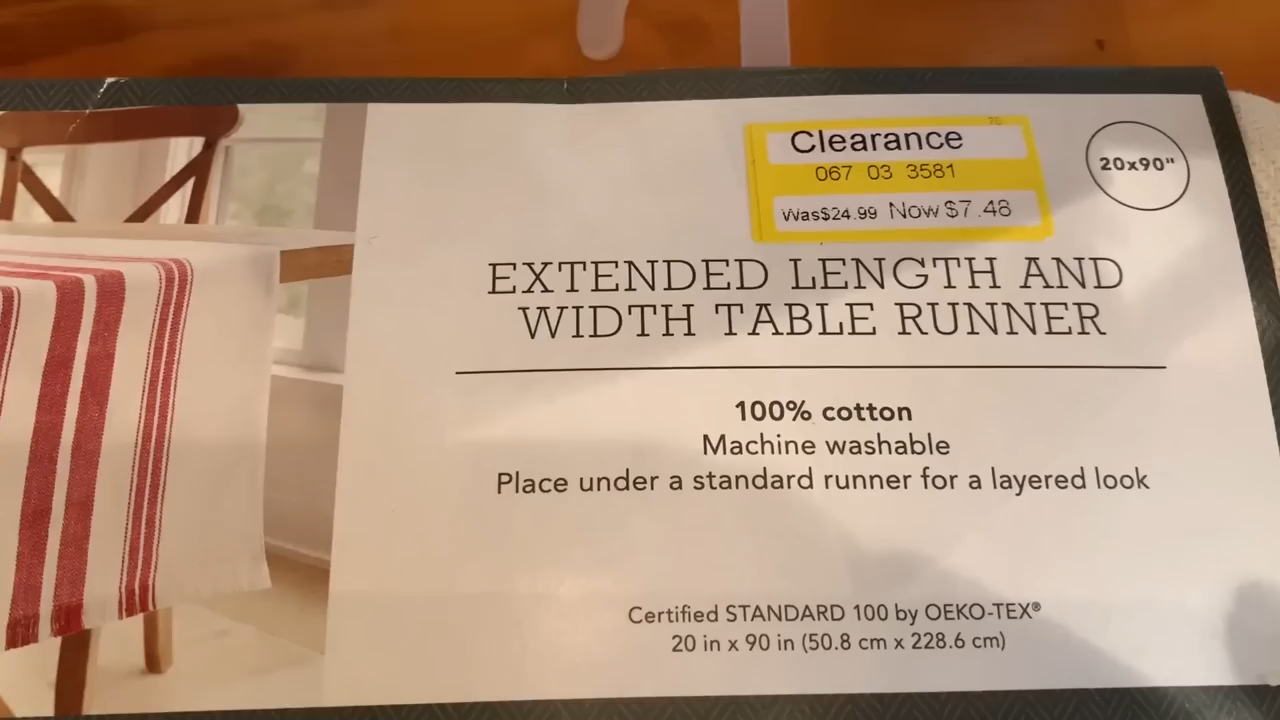 Clearance
067 03 3581
Was$24.99 Now $7.48
20x90"
EXTENDED LENGTH AND
WIDTH TABLE RUNNER
100% cotton
Machine washable
Place under a standard runner for a layered look
Certified STANDARD 100 by OEKO-TEX®
20 in x 90 in (50.8 cm x 228.6 cm)